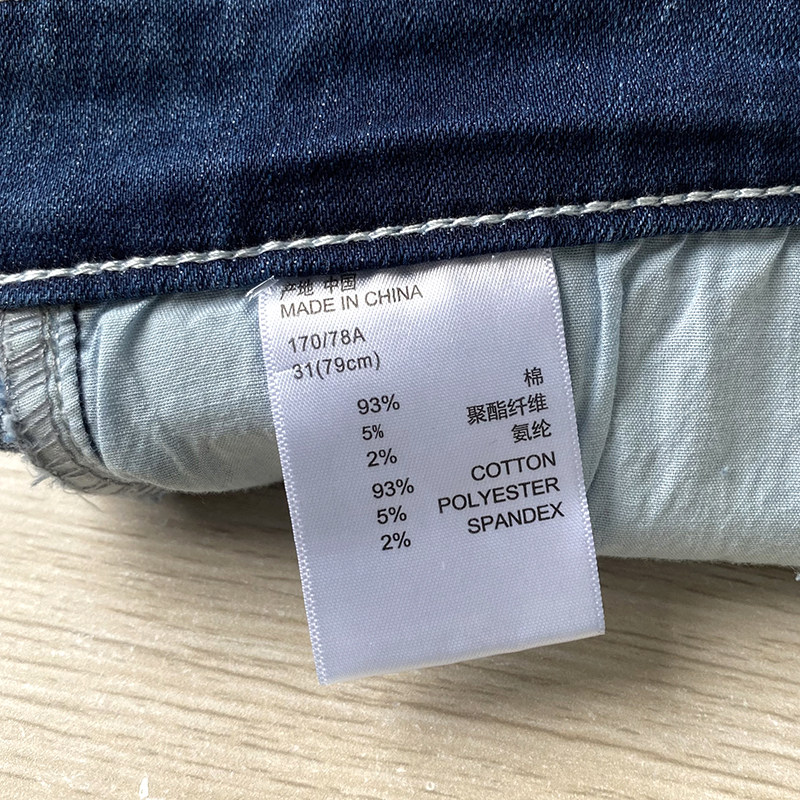 产地 中国
MADE IN CHINA
170/78A
31(79cm)
93% 棉
5% 聚酯纤维
2% 氨纶
93% COTTON
5% POLYESTER
2% SPANDEX